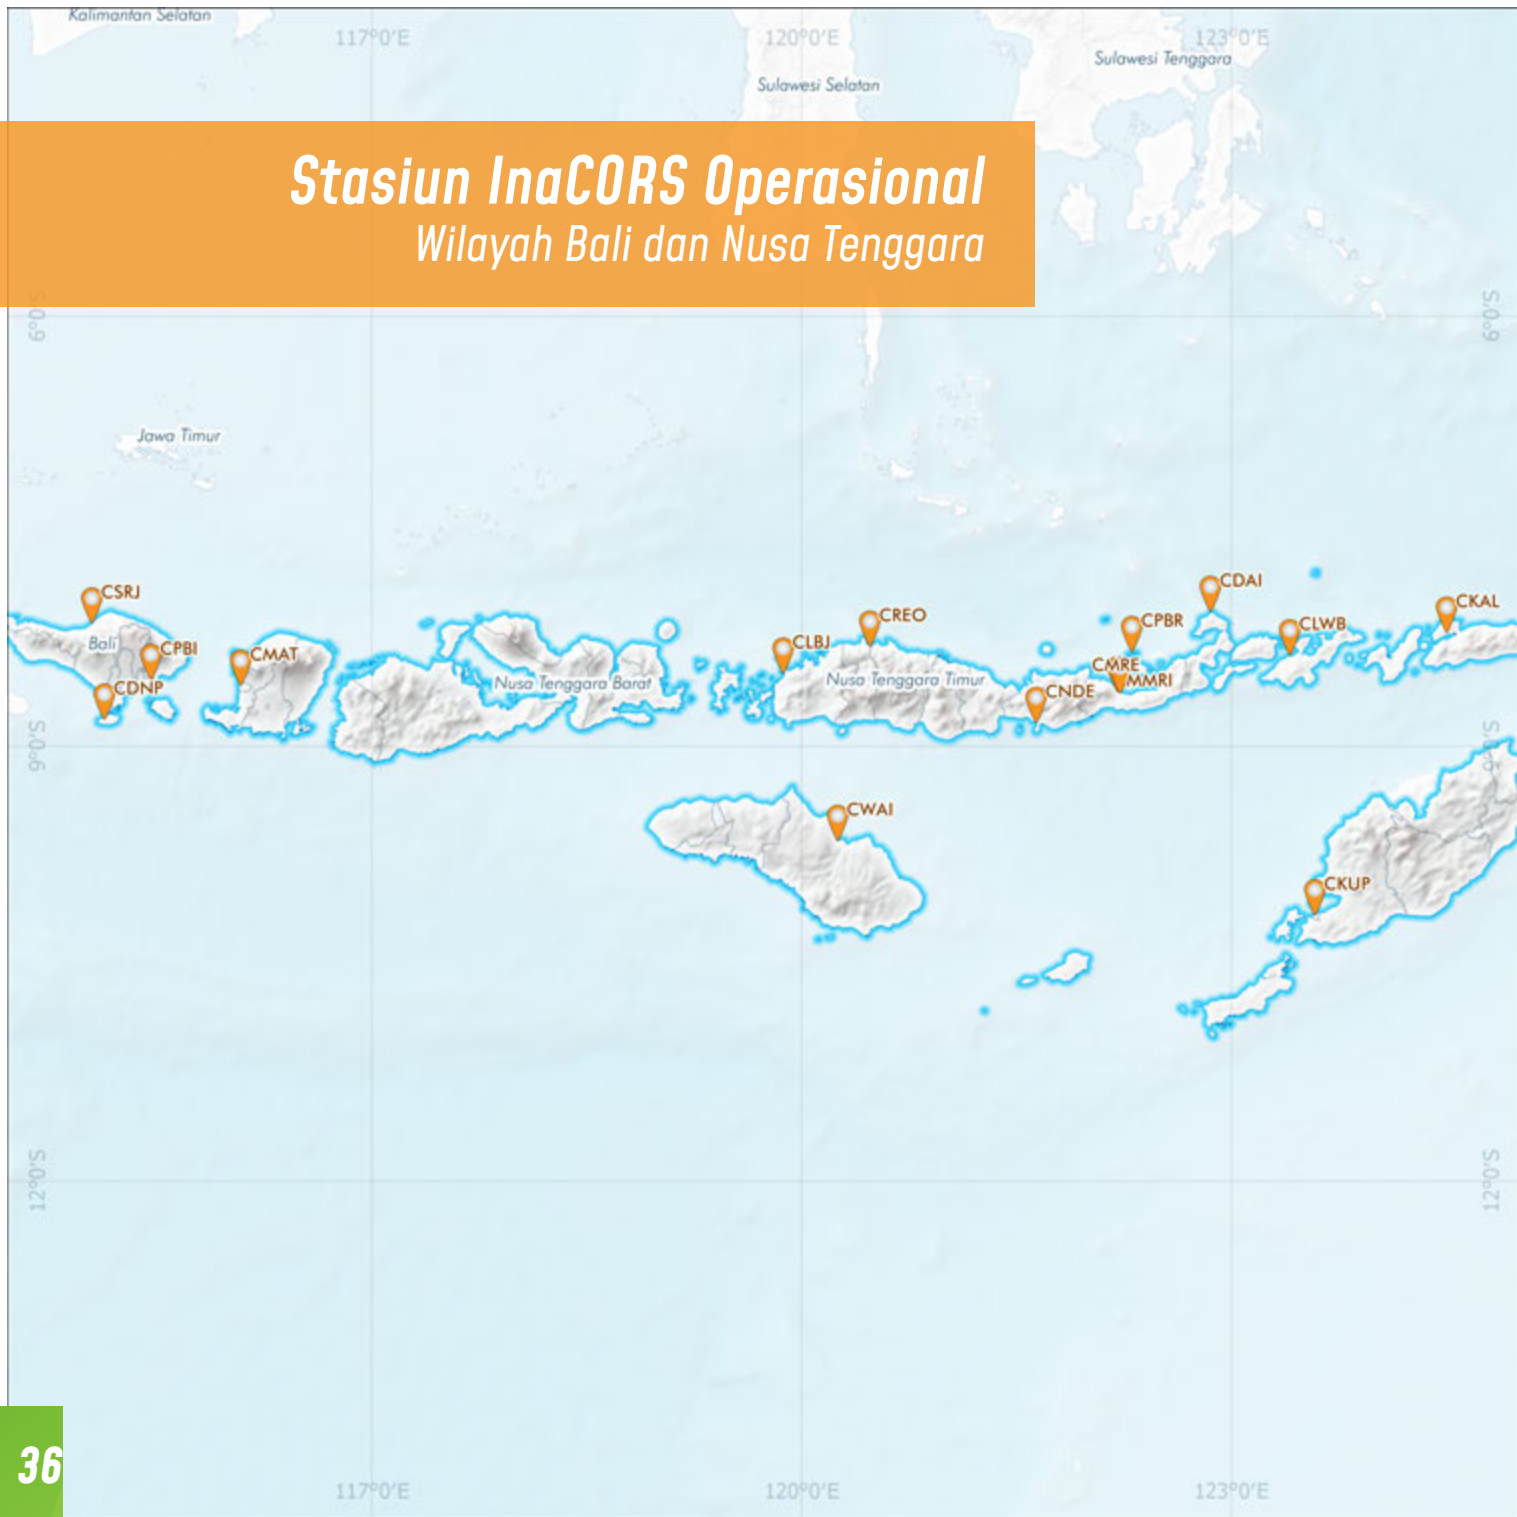 Kalimantan Selatan
117°0'E
120°0'E
123°0'E
Sulawesi Tenggara
Sulawesi Selatan
Stasiun InaCORS Operasional
Wilayah Bali dan Nusa Tenggara
6°0'S
6°0'S
Jawa Timur
CSRJ
Bali
CPBI
CDNP
CMAT
Nusa Tenggara Barat
CLBJ
CREO
Nusa Tenggara Timur
CNDE
CMRE
MMRI
CPBR
CDAI
CLWB
CKAL
9°0'S
9°0'S
CWAI
CKUP
12°0'S
12°0'S
36
117°0'E
120°0'E
123°0'E